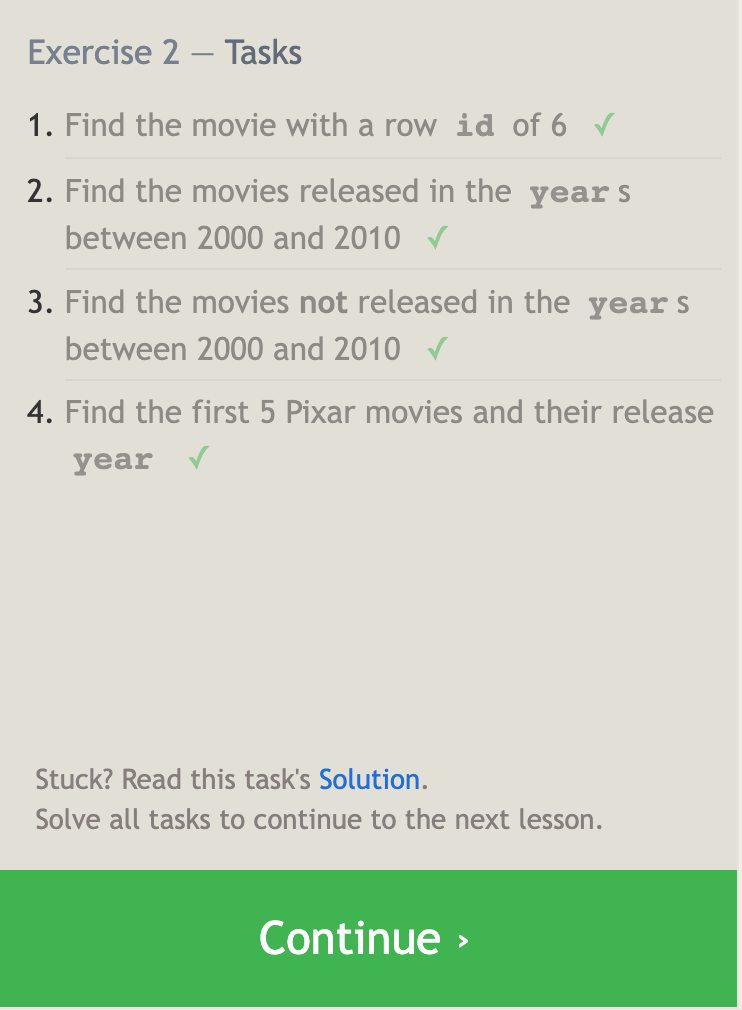 Exercise 2 — Tasks
1. Find the movie with a row id of 6 ✓
2. Find the movies released in the years
between 2000 and 2010 ✓
3. Find the movies not released in the years
between 2000 and 2010 ✓
4. Find the first 5 Pixar movies and their release
year ✓
Stuck? Read this task's Solution.
Solve all tasks to continue to the next lesson.
Continue ›